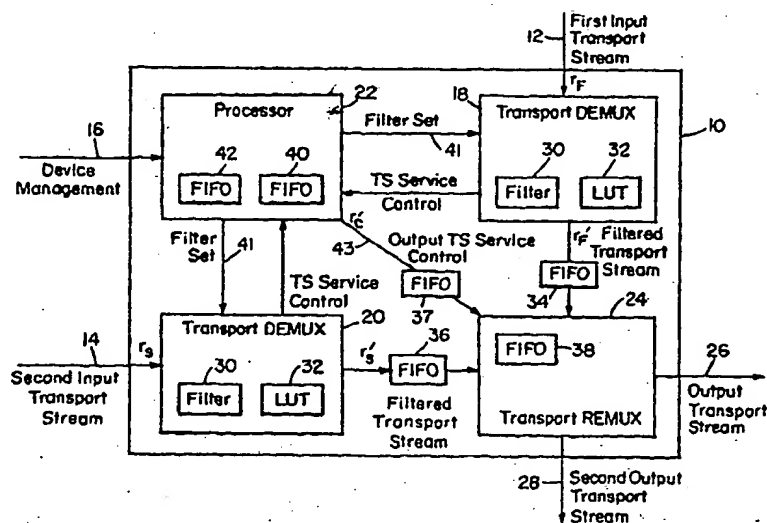 First Input
Transport
Stream
12
rF
Processor
22
18
Transport DEMUX
10
16
Device
Management
Filter Set
41
42
40
FIFO
FIFO
30
32
Filter
LUT
TS Service
Control
r'C
43
r'F
Filtered
Transport
Stream
Filter
Set
41
TS Service
Control
Output TS Service
Control
FIFO
37
FIFO
34
24
14
rS
Second Input
Transport
Stream
Transport DEMUX
20
30
32
Filter
LUT
r'S
36
FIFO
Filtered
Transport
Stream
FIFO
38
Transport REMUX
26
Output
Transport
Stream
28
Second Output
Transport
Stream